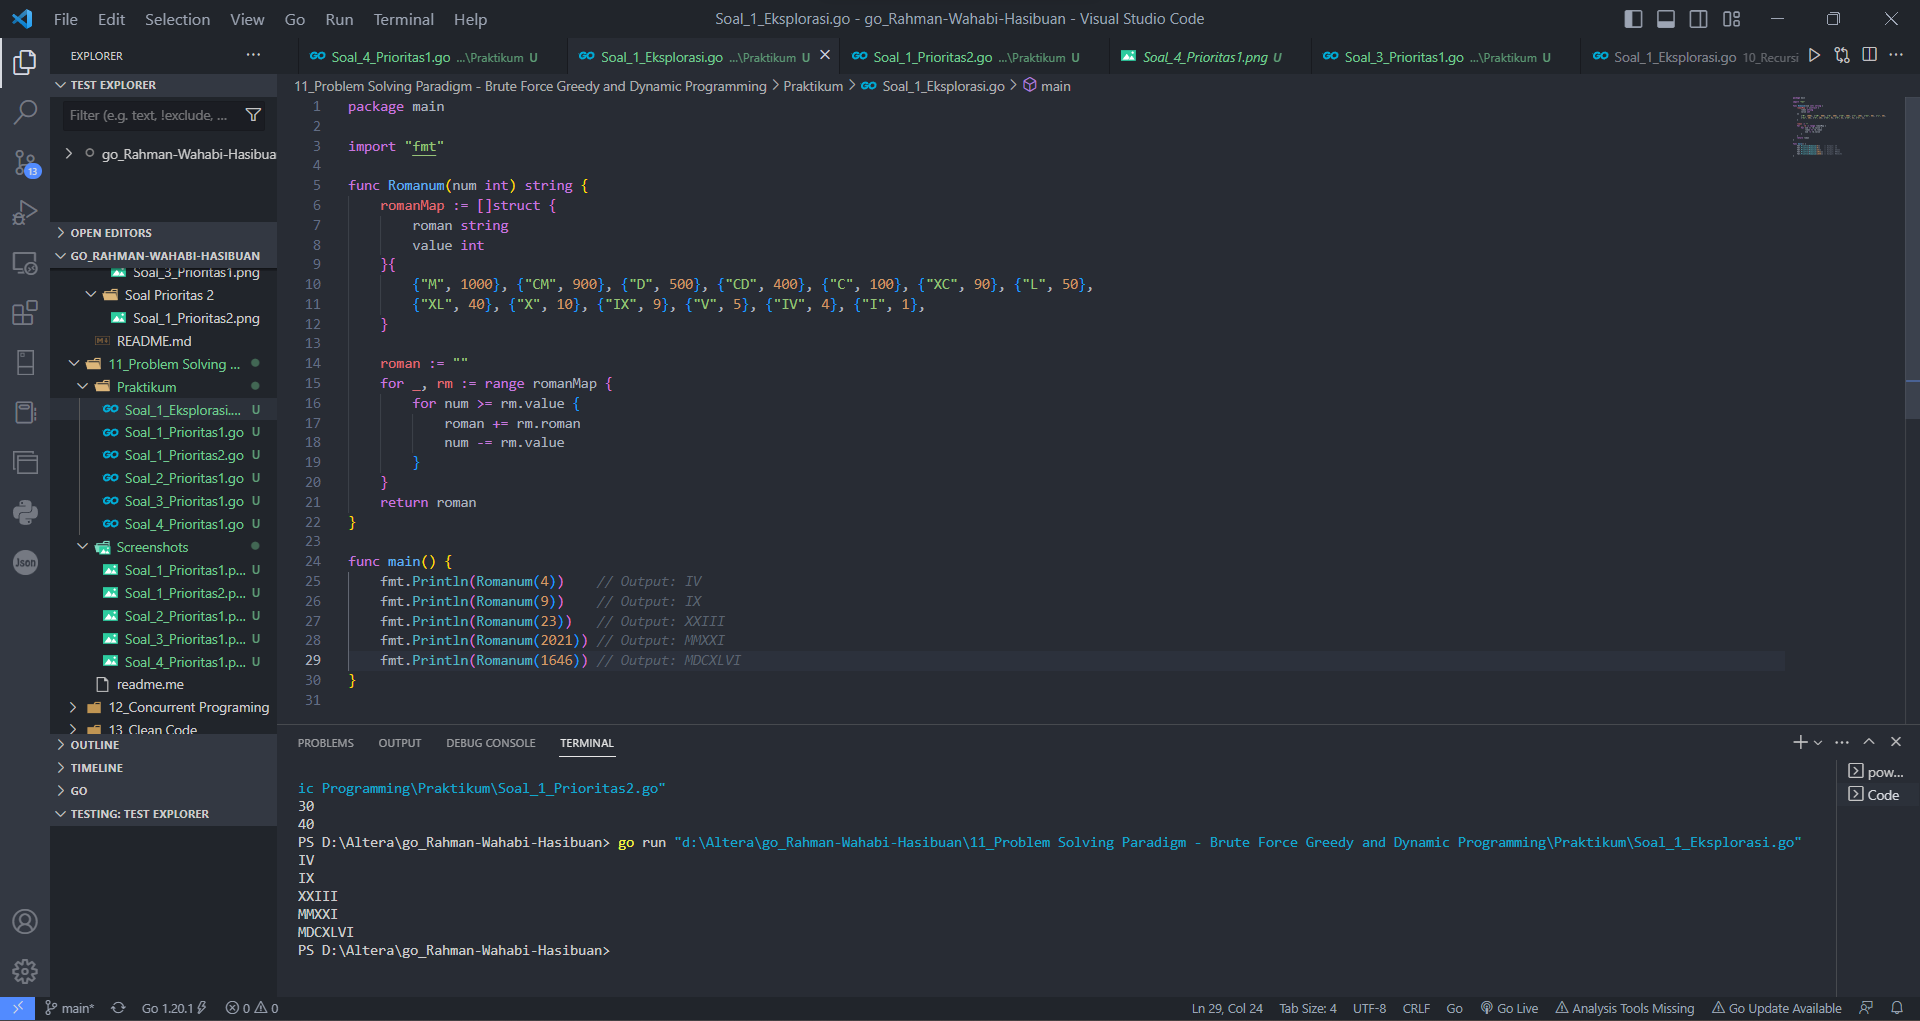 File Edit Selection View Go Run Terminal Help
Soal_1_Eksplorasi.go - go_Rahman-Wahabi-Hasibuan - Visual Studio Code
EXPLORER
Soal_4_Prioritas1.go ...\Praktikum U
Soal_1_Eksplorasi.go ...\Praktikum U
Soal_1_Prioritas2.go ...\Praktikum U
Soal_4_Prioritas1.png U
Soal_3_Prioritas1.go ...\Praktikum U
Soal_1_Eksplorasi.go 10_Recursi
TEST EXPLORER
Filter (e.g. text, !exclude, ...
go_Rahman-Wahabi-Hasibua
13
OPEN EDITORS
GO_RAHMAN-WAHABI-HASIBUAN
Soal_3_Prioritas1.png
Soal Prioritas 2
Soal_1_Prioritas2.png
README.md
11_Problem Solving ...
Praktikum
Soal_1_Eksplorasi.... U
Soal_1_Prioritas1.go U
Soal_1_Prioritas2.go U
Soal_2_Prioritas1.go U
Soal_3_Prioritas1.go U
Soal_4_Prioritas1.go U
Screenshots
Soal_1_Prioritas1.p... U
Soal_1_Prioritas2.p... U
Soal_2_Prioritas1.p... U
Soal_3_Prioritas1.p... U
Soal_4_Prioritas1.p... U
readme.me
12_Concurrent Programing
13_Clean Code
OUTLINE
TIMELINE
GO
TESTING: TEST EXPLORER
Json
11_Problem Solving Paradigm - Brute Force Greedy and Dynamic Programming > Praktikum > Soal_1_Eksplorasi.go > main
1 package main
2
3 import "fmt"
4
5 func Romanum(num int) string {
6 romanMap := []struct {
7 roman string
8 value int
9 }{
10 {"M", 1000}, {"CM", 900}, {"D", 500}, {"CD", 400}, {"C", 100}, {"XC", 90}, {"L", 50},
11 {"XL", 40}, {"X", 10}, {"IX", 9}, {"V", 5}, {"IV", 4}, {"I", 1},
12 }
13
14 roman := ""
15 for _, rm := range romanMap {
16 for num >= rm.value {
17 roman += rm.roman
18 num -= rm.value
19 }
20 }
21 return roman
22 }
23
24 func main() {
25 fmt.Println(Romanum(4)) // Output: IV
26 fmt.Println(Romanum(9)) // Output: IX
27 fmt.Println(Romanum(23)) // Output: XXIII
28 fmt.Println(Romanum(2021)) // Output: MMXXI
29 fmt.Println(Romanum(1646)) // Output: MDCXLVI
30 }
31
PROBLEMS OUTPUT DEBUG CONSOLE TERMINAL
ic Programming\Praktikum\Soal_1_Prioritas2.go"
30
40
PS D:\Altera\go_Rahman-Wahabi-Hasibuan> go run "d:\Altera\go_Rahman-Wahabi-Hasibuan\11_Problem Solving Paradigm - Brute Force Greedy and Dynamic Programming\Praktikum\Soal_1_Eksplorasi.go"
IV
IX
XXIII
MMXXI
MDCXLVI
PS D:\Altera\go_Rahman-Wahabi-Hasibuan>
pow...
Code
main* Go 1.20.1 0 0
Ln 29, Col 24 Tab Size: 4 UTF-8 CRLF Go Go Live Analysis Tools Missing Go Update Available